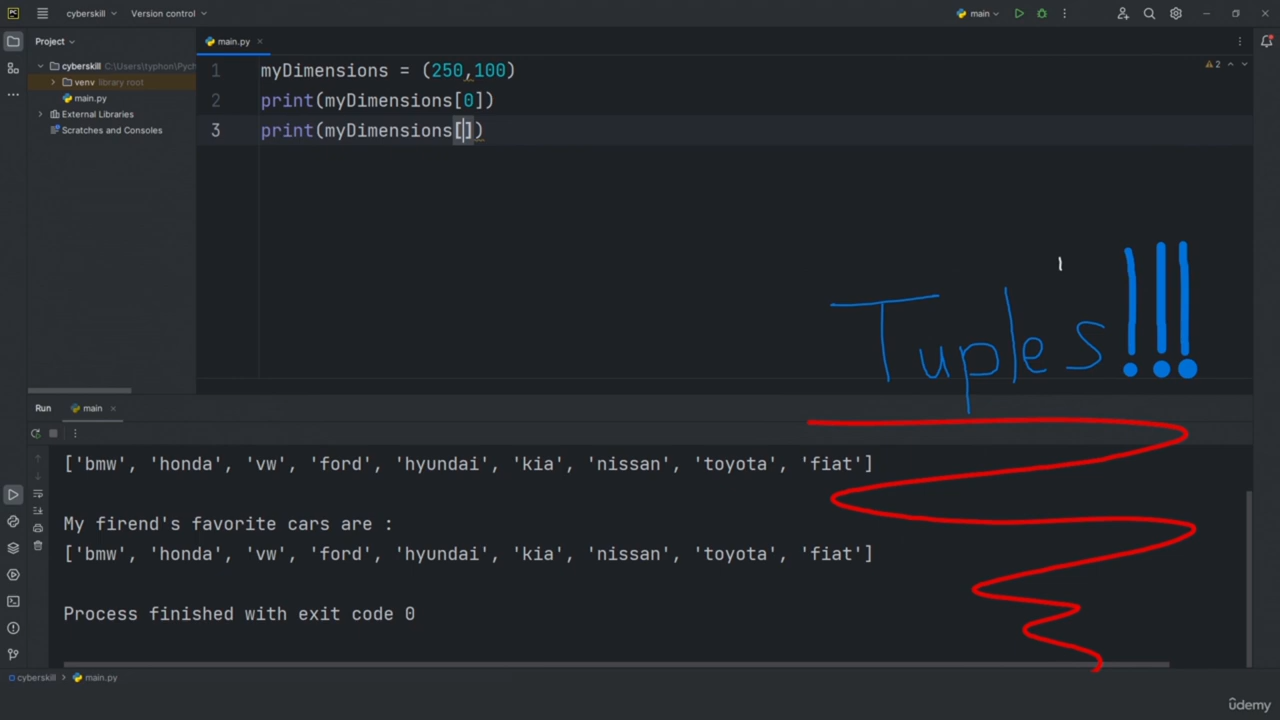 PC cyberskill Version control main
Project
main.py
cyberskill C:\Users\typhon\Pych
venv library root
main.py
External Libraries
Scratches and Consoles
2
1 myDimensions = (250,100)
2 print(myDimensions[0])
3 print(myDimensions[])
Tuples!!!
Run main
['bmw', 'honda', 'vw', 'ford', 'hyundai', 'kia', 'nissan', 'toyota', 'fiat']
My firend's favorite cars are :
['bmw', 'honda', 'vw', 'ford', 'hyundai', 'kia', 'nissan', 'toyota', 'fiat']
Process finished with exit code 0
cyberskill > main.py
ûdemy